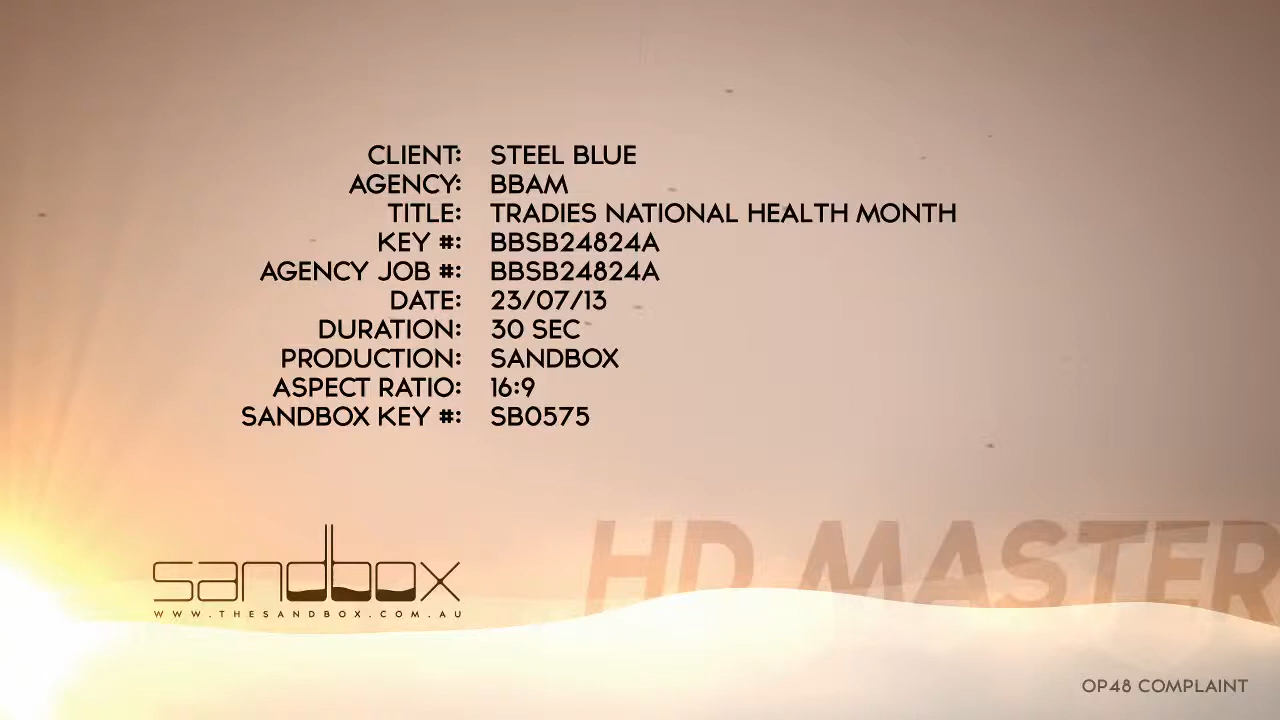 CLIENT: STEEL BLUE
AGENCY: BBAM
TITLE: TRADIES NATIONAL HEALTH MONTH
KEY #: BBSB24824A
AGENCY JOB #: BBSB24824A
DATE: 23/07/13
DURATION: 30 SEC
PRODUCTION: SANDBOX
ASPECT RATIO: 16:9
SANDBOX KEY #: SB0575
HD MASTER
sandbox
WWW.THESANDBOX.COM.AU
OP48 COMPLAINT